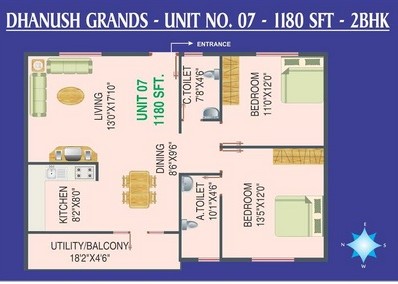 DHANUSH GRANDS - UNIT NO. 07 - 1180 SFT - 2BHK
ENTRANCE
LIVING
13'0"X17'10"
UNIT 07
1180 SFT.
C.TOILET
7'8"X4'6"
BEDROOM
11'0"X12'0"
DINING
8'6"X9'6"
KITCHEN
8'2"X8'0"
A.TOILET
10'1"X4'6"
BEDROOM
13'5"X12'0"
UTILITY/BALCONY
18'2"X4'6"
E
N
S
W